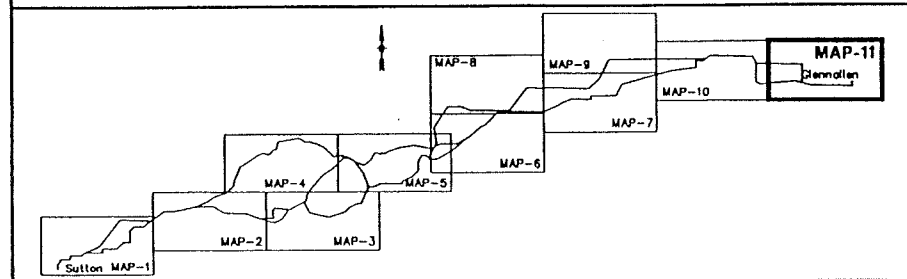 MAP-11
Glennallen
MAP-8
MAP-9
MAP-10
MAP-7
MAP-6
MAP-4
MAP-5
MAP-2
MAP-3
Sutton MAP-1